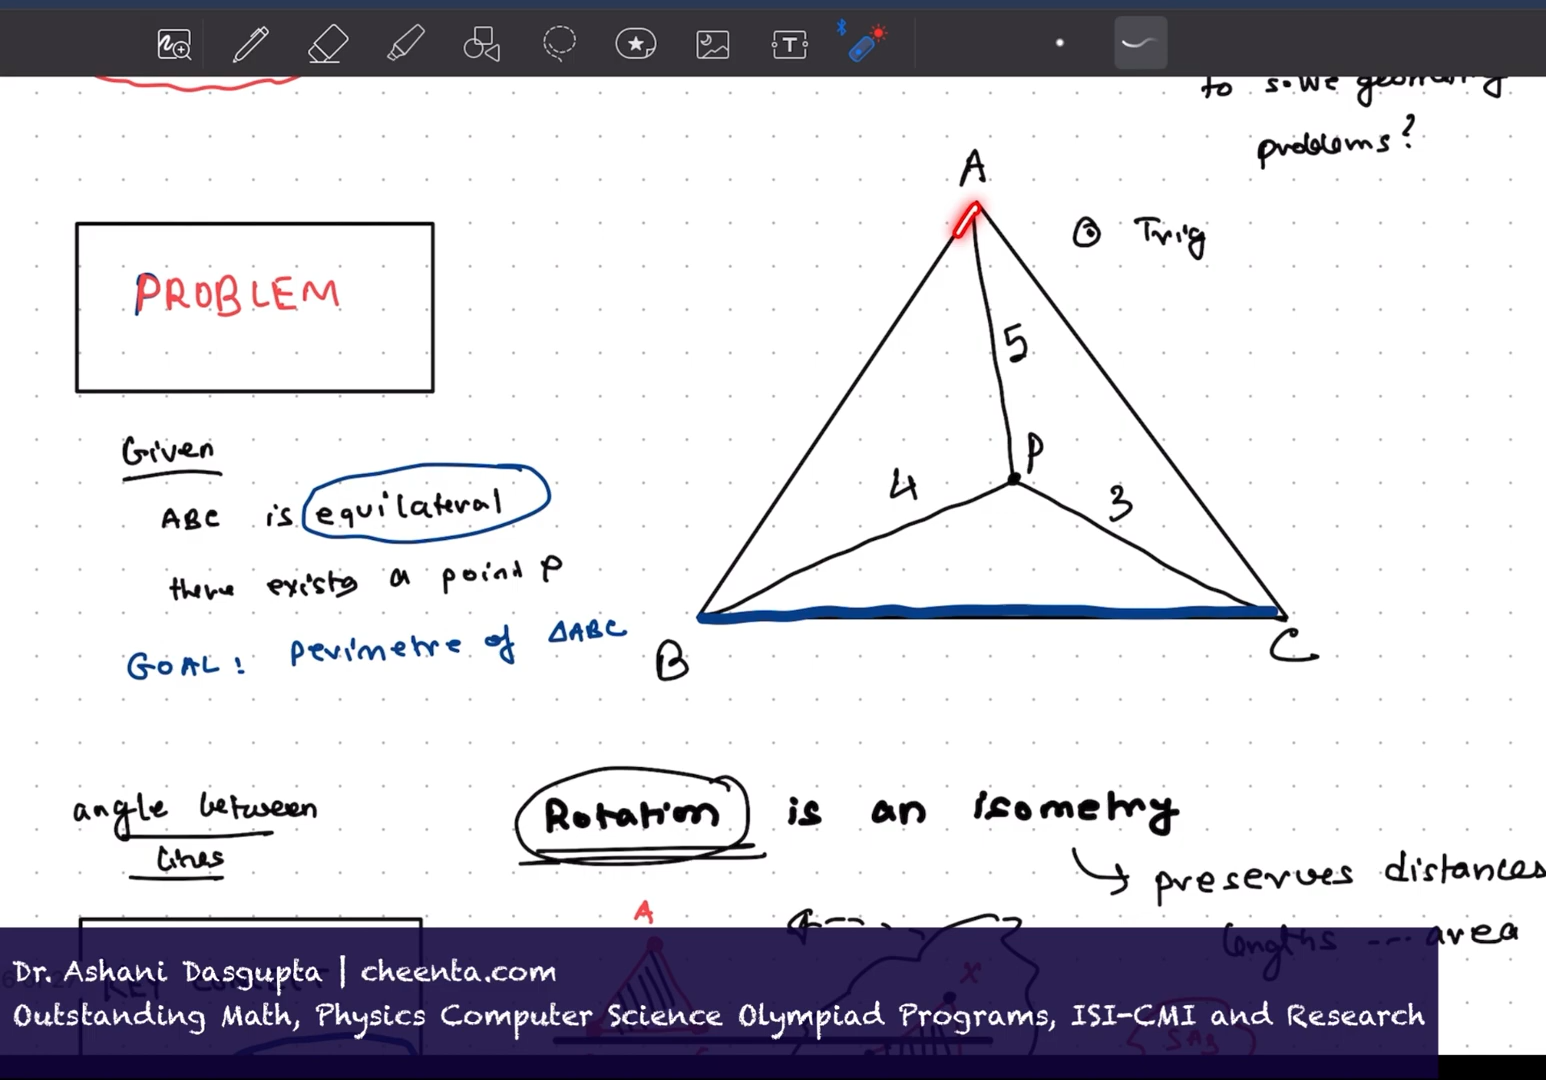 to solve geometry
problems?
A
Trig
PROBLEM
5
P
Given
4
3
ABC is equilateral
there exists a point P
GOAL: perimetre of ΔABC
B
C
angle between
lines
Rotation is an isometry
preserves distances
lengths --- area
A
X
Dr. Ashani Dasgupta | cheenta.com
Outstanding Math, Physics Computer Science Olympiad Programs, ISI-CMI and Research
SAS